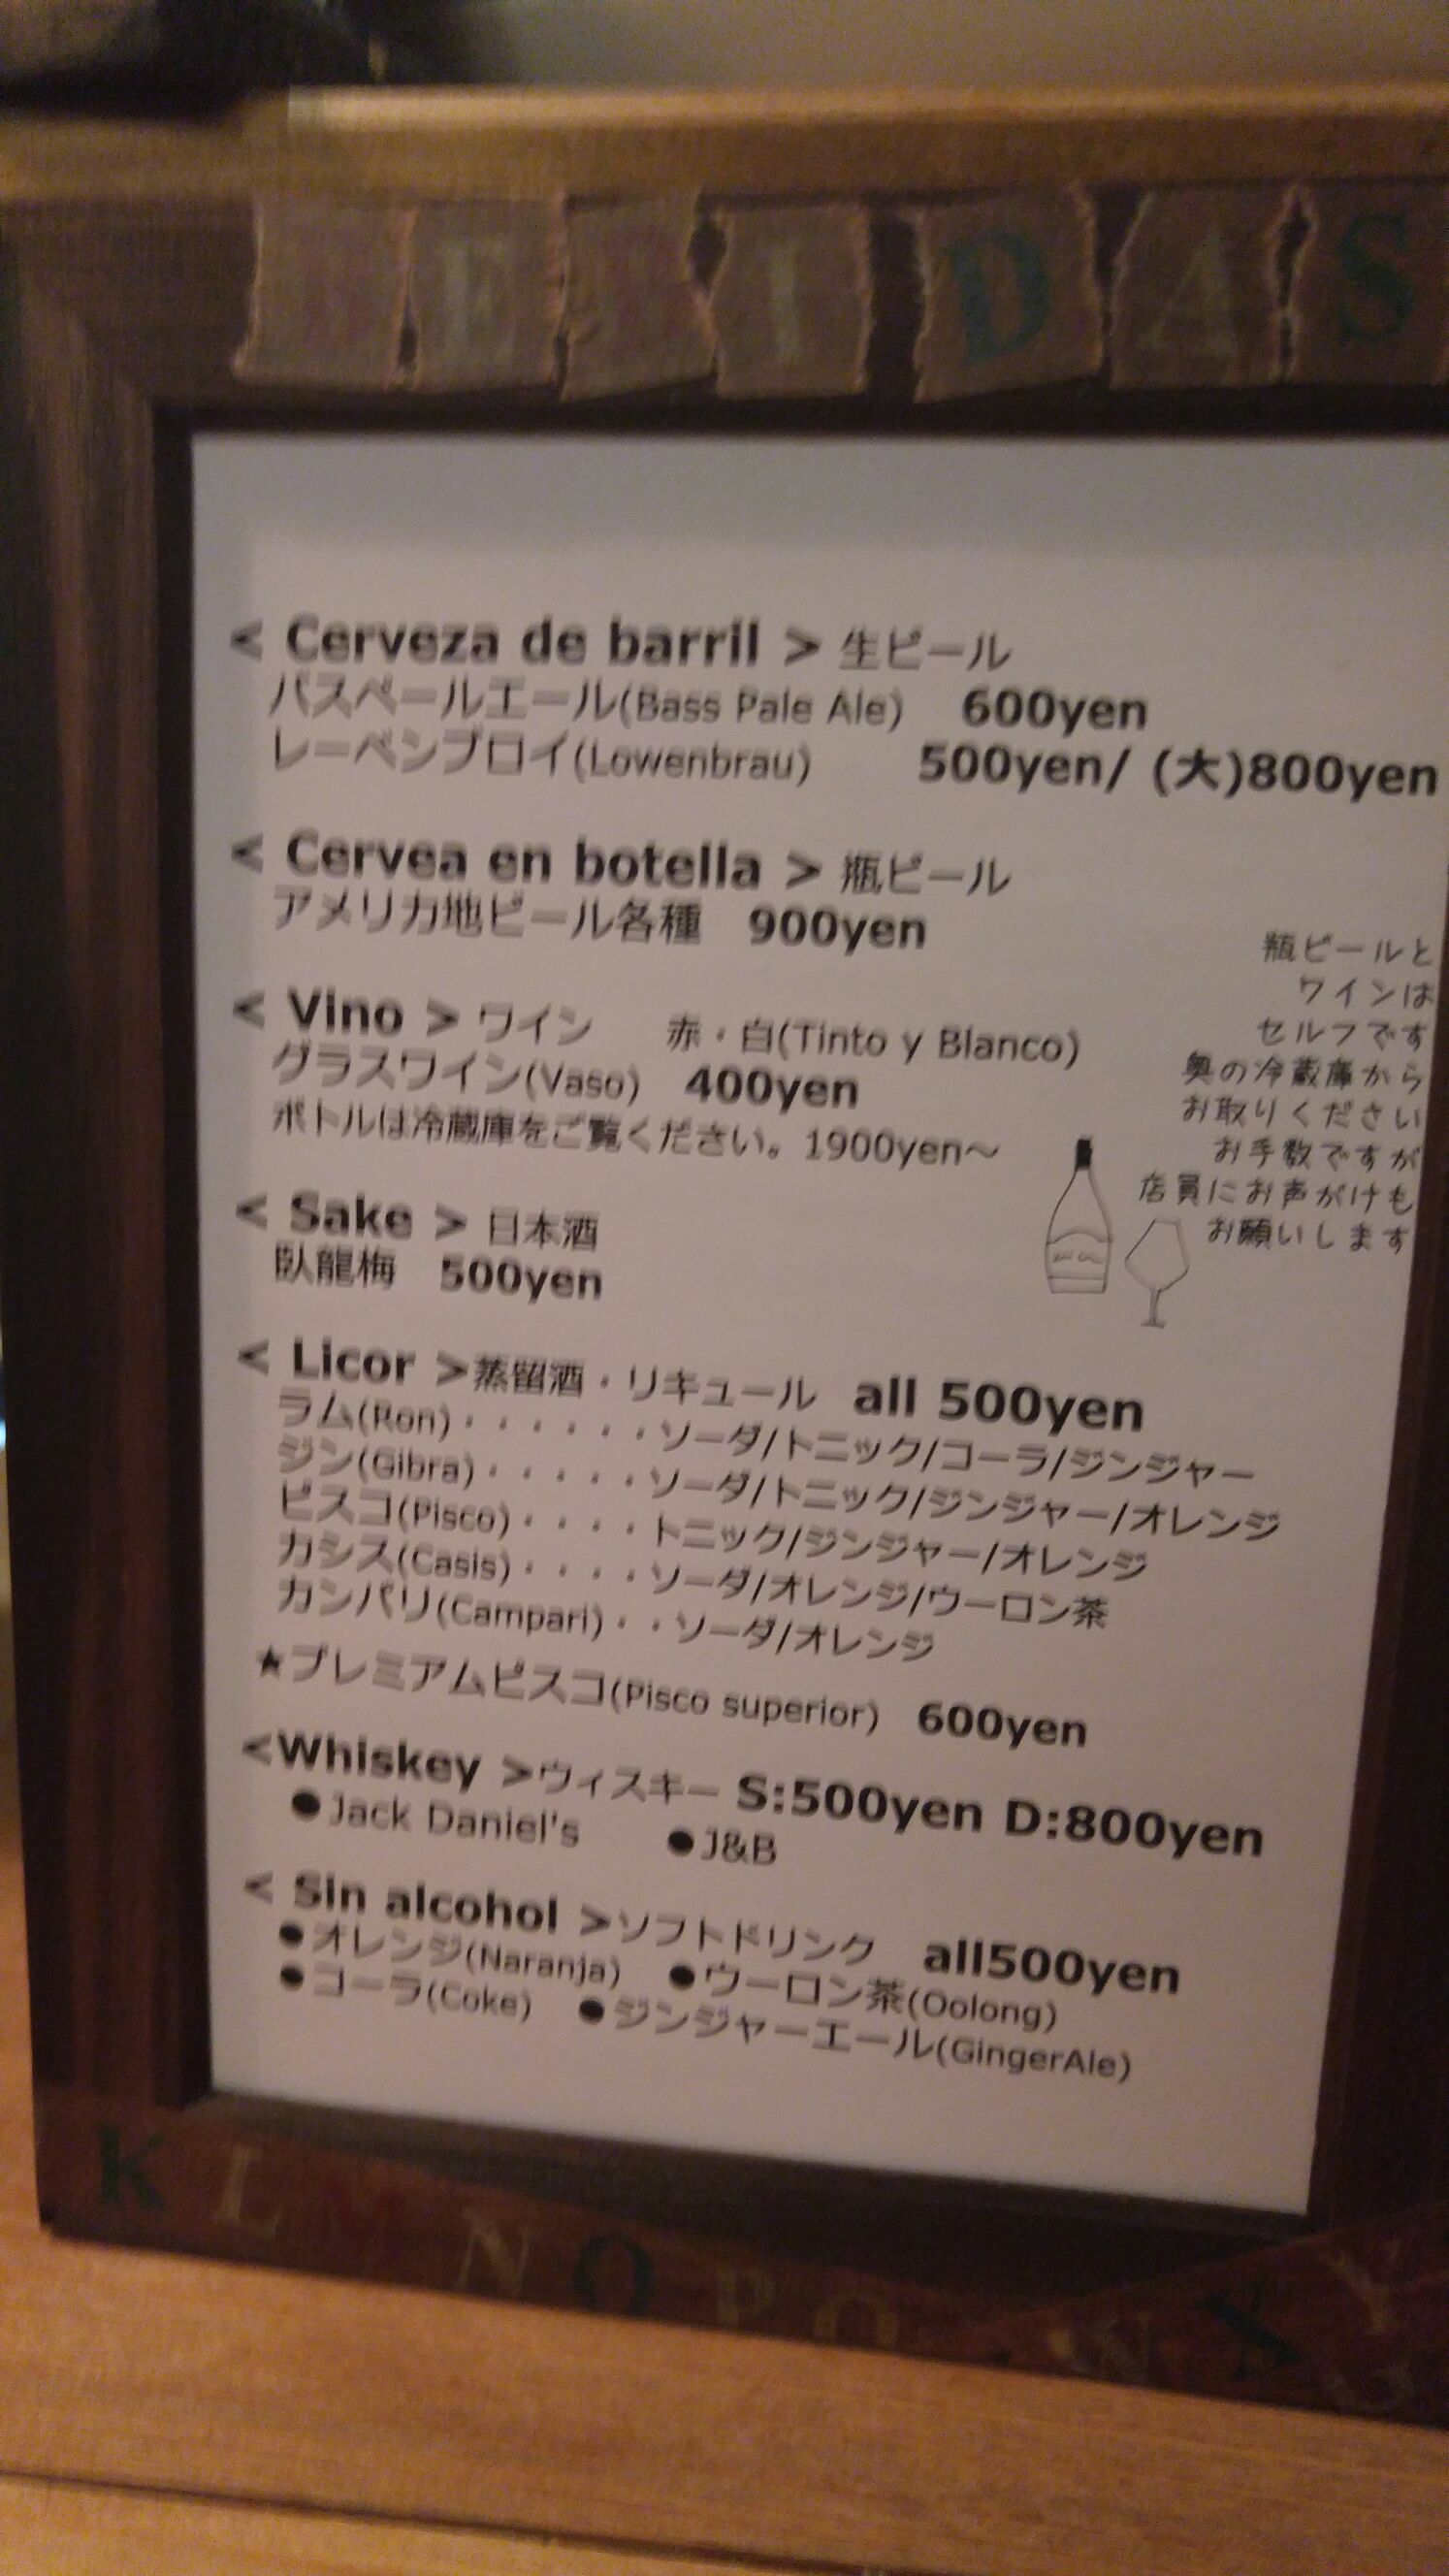 BEBIDAS
< Cerveza de barril > 生ビール
バスペールエール(Bass Pale Ale) 600yen
レーベンブロイ(Lowenbrau) 500yen/ (大)800yen
< Cervea en botella > 瓶ビール
アメリカ地ビール各種 900yen
< Vino > ワイン 赤・白(Tinto y Blanco)
グラスワイン(Vaso) 400yen
ボトルは冷蔵庫をご覧ください。1900yen〜
瓶ビールと
ワインは
セルフです
奥の冷蔵庫から
お取りください
お手数ですが
店員にお声がけも
お願いします
< Sake > 日本酒
臥龍梅 500yen
< Licor >蒸留酒・リキュール all 500yen
ラム(Ron)・・・・・・ソーダ/トニック/コーラ/ジンジャー
ジン(Gibra)・・・・・ソーダ/トニック/ジンジャー/オレンジ
ピスコ(Pisco)・・・・トニック/ジンジャー/オレンジ
カシス(Casis)・・・・ソーダ/オレンジ/ウーロン茶
カンパリ(Campari)・・ソーダ/オレンジ
★プレミアムピスコ(Pisco superior) 600yen
<Whiskey >ウィスキー S:500yen D:800yen
●Jack Daniel's ●J&B
< Sin alcohol >ソフトドリンク all500yen
●オレンジ(Naranja) ●ウーロン茶(Oolong)
●コーラ(Coke) ●ジンジャーエール(GingerAle)
K L N O P Q